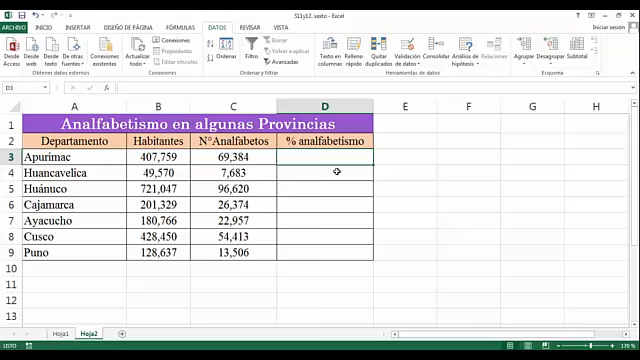 S11y12, sexto - Excel
ARCHIVO INICIO INSERTAR DISEÑO DE PÁGINA FÓRMULAS DATOS REVISAR VISTA Iniciar sesión
Desde Access Desde web Desde texto De otras fuentes Conexiones existentes Actualizar todo Conexiones Propiedades Editar vínculos Ordenar Filtro Borrar Volver a aplicar Avanzadas Texto en columnas Relleno rápido Quitar duplicados Validación de datos Consolidar Análisis de hipótesis Relaciones Agrupar Desagrupar Subtotal
Obtener datos externos Conexiones Ordenar y filtrar Herramientas de datos Esquema
D3 fx
A B C D E F G H
1 Analfabetismo en algunas Provincias
2 Departamento Habitantes N°Analfabetos % analfabetismo
3 Apurimac 407,759 69,384
4 Huancavelica 49,570 7,683
5 Huánuco 721,047 96,620
6 Cajamarca 201,329 26,374
7 Ayacucho 180,766 22,957
8 Cusco 428,450 54,413
9 Puno 128,637 13,506
10
11
12
13
Hoja1 Hoja2
LISTO 170 %